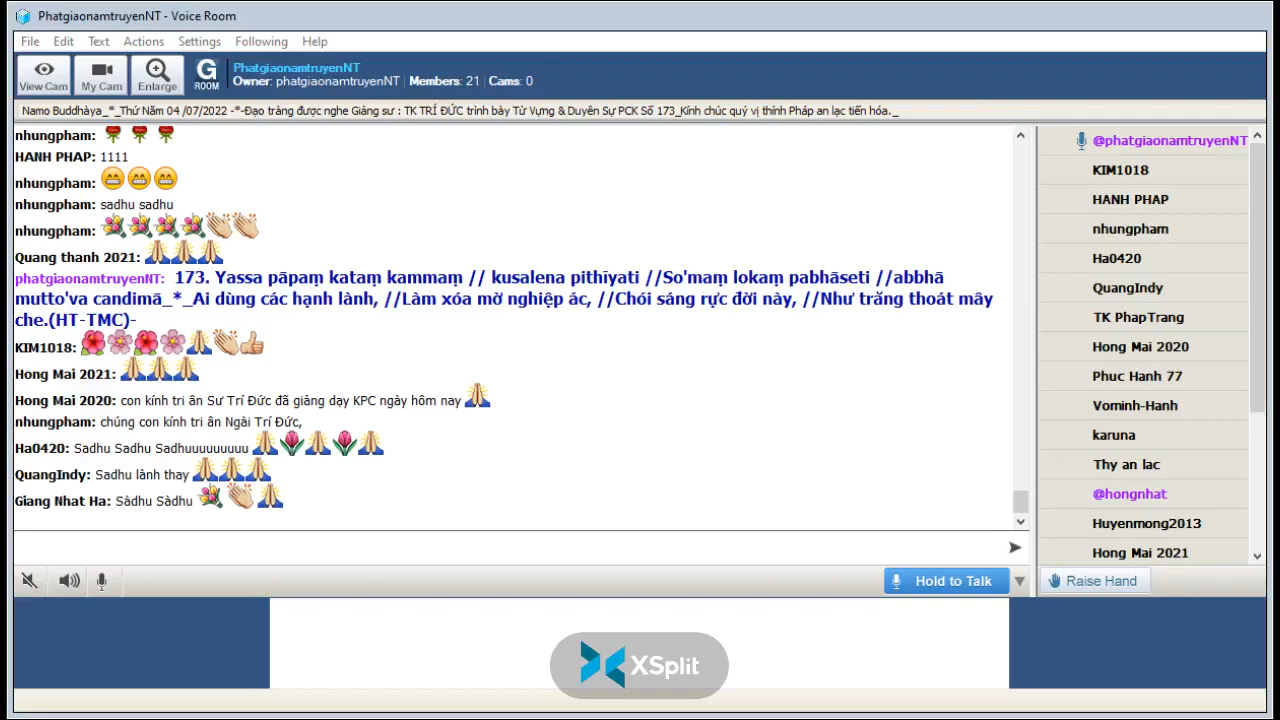 PhatgiaonamtruyenNT - Voice Room
File Edit Text Actions Settings Following Help
View Cam My Cam Enlarge G ROOM
PhatgiaonamtruyenNT
Owner: phatgiaonamtruyenNT | Members: 21 | Cams: 0
Namo Buddhàya_*_Thứ Năm 04 /07/2022 -*-Đạo tràng được nghe Giảng sư : TK TRÍ ĐỨC trình bày Từ Vựng & Duyên Sự PCK Số 173_Kính chúc quý vị thính Pháp an lạc tiến hóa._
nhungpham:
HANH PHAP: 1111
nhungpham:
nhungpham: sadhu sadhu
nhungpham:
Quang thanh 2021:
phatgiaonamtruyenNT: 173. Yassa pāpaṃ kataṃ kammaṃ // kusalena pithīyati //So'maṃ lokaṃ pabhāseti //abbhā
mutto'va candimā_*_Ai dùng các hạnh lành, //Làm xóa mờ nghiệp ác, //Chói sáng rực đời này, //Như trăng thoát mây
che.(HT-TMC)-
KIM1018:
Hong Mai 2021:
Hong Mai 2020: con kính tri ân Sư Trí Đức đã giảng dạy KPC ngày hôm nay
nhungpham: chúng con kính tri ân Ngài Trí Đức,
Ha0420: Sadhu Sadhu Sadhuuuuuuuuu
QuangIndy: Sadhu lành thay
Giang Nhat Ha: Sàdhu Sàdhu
@phatgiaonamtruyenNT
KIM1018
HANH PHAP
nhungpham
Ha0420
QuangIndy
TK PhapTrang
Hong Mai 2020
Phuc Hanh 77
Vominh-Hanh
karuna
Thy an lac
@hongnhat
Huyenmong2013
Hong Mai 2021
Hold to Talk
Raise Hand
XSplit